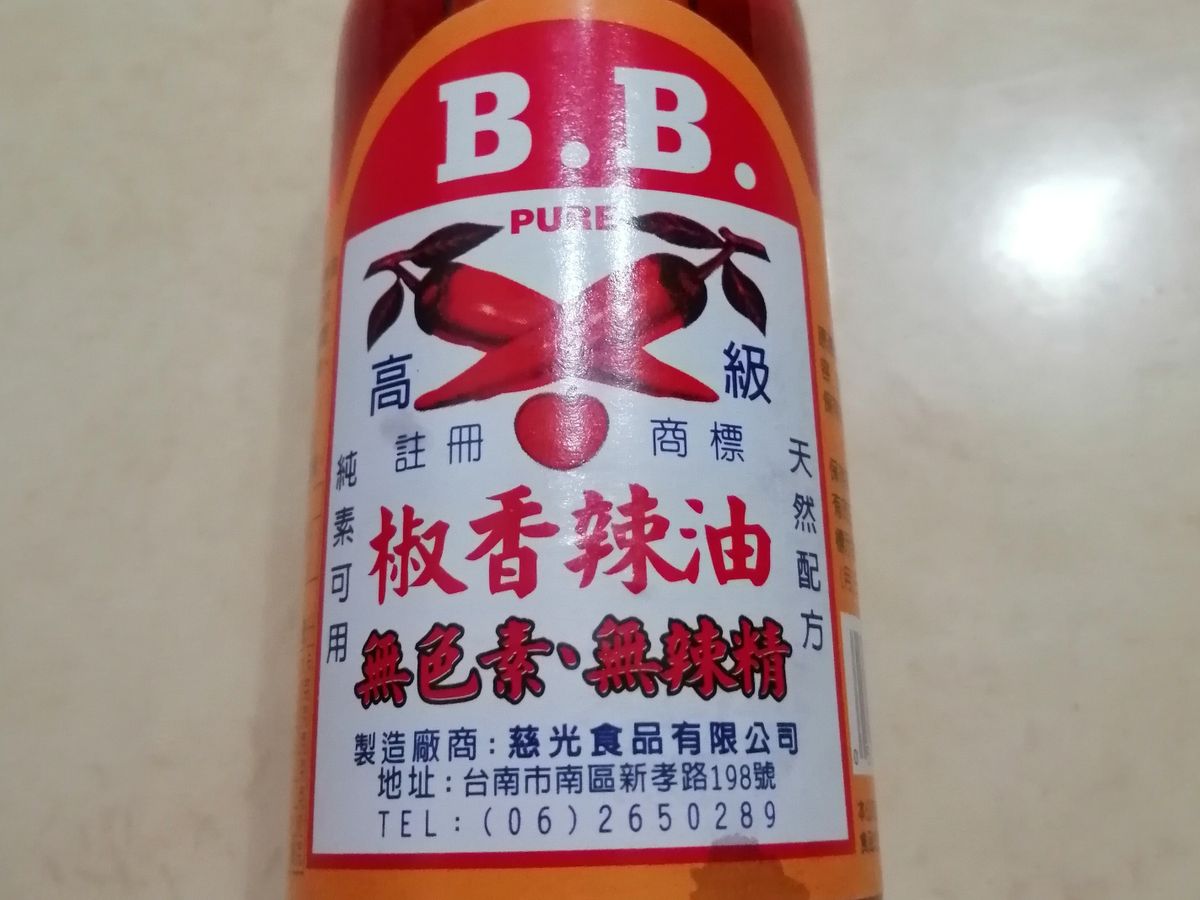 B.B.
PURE
高級
註冊 商標
純素可用
天然配方
椒香辣油
無色素、無辣精
製造廠商:慈光食品有限公司
地址:台南市南區新孝路198號
TEL:(06)2650289